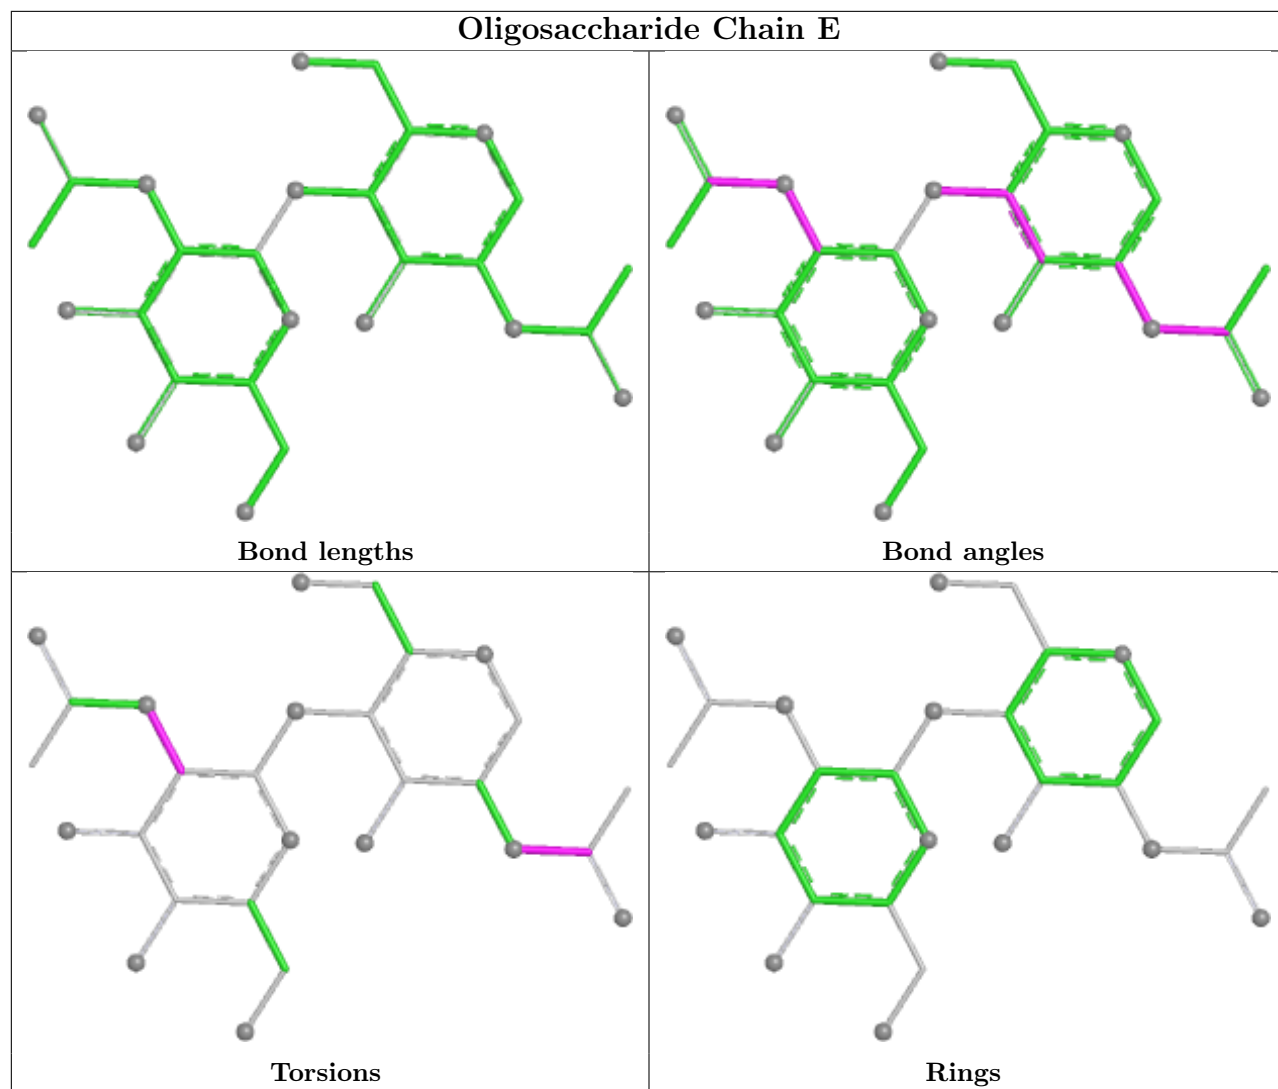 Oligosaccharide Chain E
Bond lengths
Bond angles
Torsions
Rings